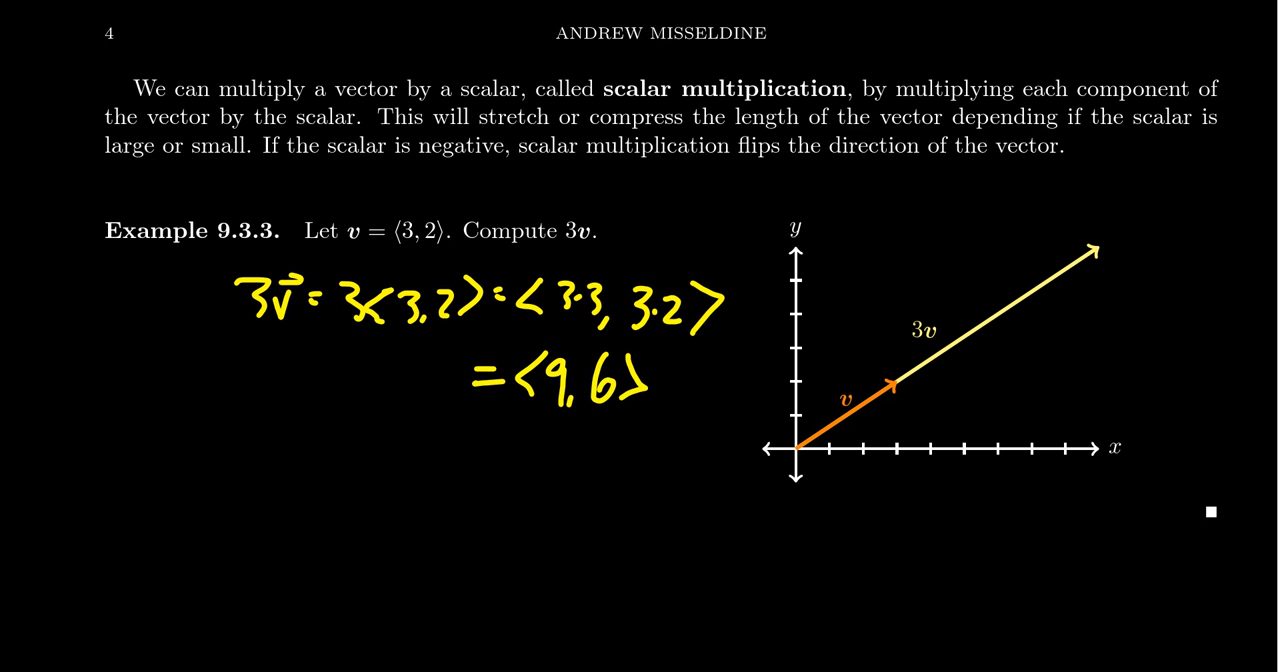 4 ANDREW MISSELDINE
We can multiply a vector by a scalar, called scalar multiplication, by multiplying each component of
the vector by the scalar. This will stretch or compress the length of the vector depending if the scalar is
large or small. If the scalar is negative, scalar multiplication flips the direction of the vector.
Example 9.3.3. Let v = ⟨3, 2⟩. Compute 3v.
3v⃗ = 3<3, 2> = <3·3, 3·2>
= <9, 6>
y
3v
v
x